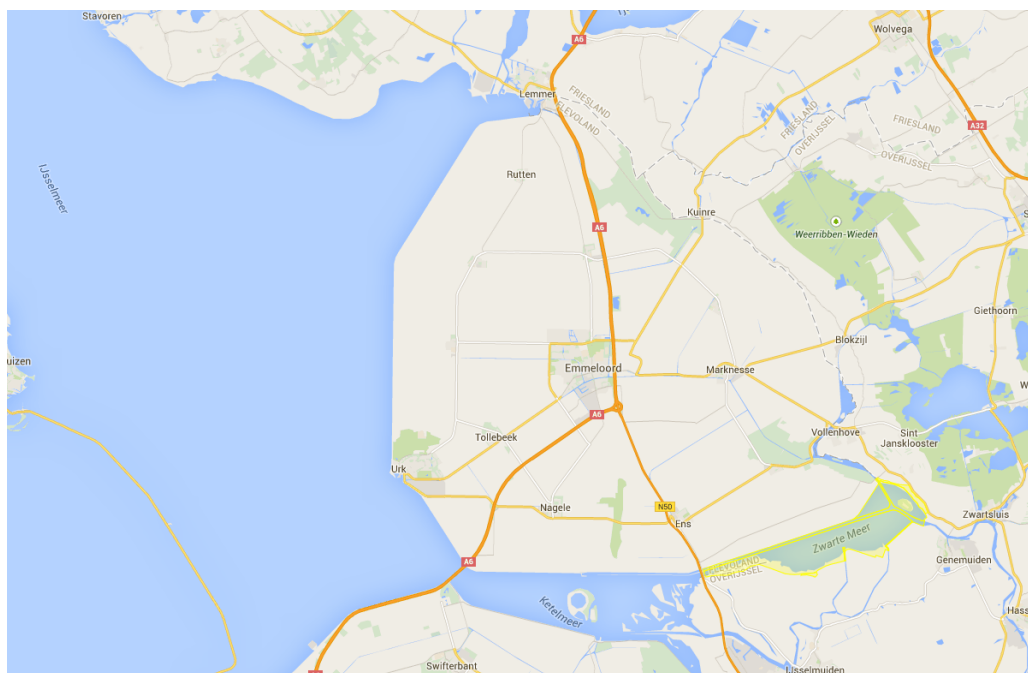 Stavoren
A6
Wolvega
Lemmer
FRIESLAND
FLEVOLAND
FRIESLAND
OVERIJSSEL
FRIESLAND
A32
OVERIJSSEL
IJsselmeer
Rutten
Kuinre
A6
Weerribben-Wieden
Giethoorn
Blokzijl
uizen
Emmeloord
Marknesse
A6
Vollenhove
Sint
Jansklooster
Tollebeek
Urk
Nagele
N50
Ens
Zwartsluis
Zwarte Meer
A6
Genemuiden
FLEVOLAND
OVERIJSSEL
Ketelmeer
Hass
Swifterbant
IJsselmuiden